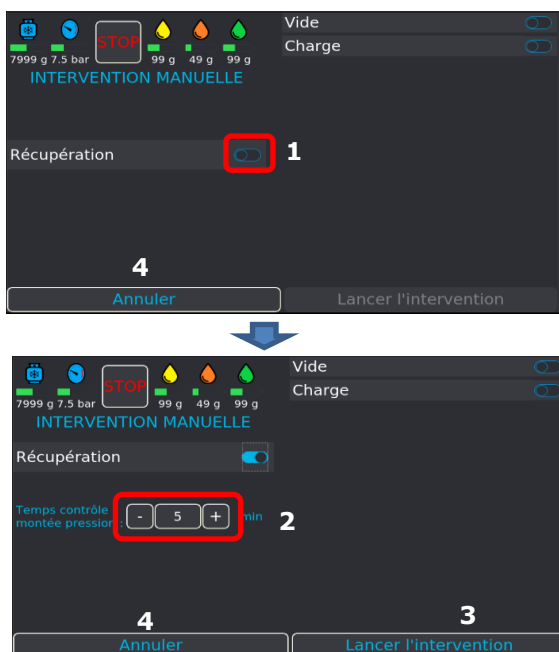 Vide
STOP
Charge
7999 g 7.5 bar 99 g 49 g 99 g
INTERVENTION MANUELLE
Récupération
1
4
Annuler
Lancer l'intervention
Vide
STOP
Charge
7999 g 7.5 bar 99 g 49 g 99 g
INTERVENTION MANUELLE
Récupération
Temps contrôle
montée pression :
- 5 + min
2
4
3
Annuler
Lancer l'intervention